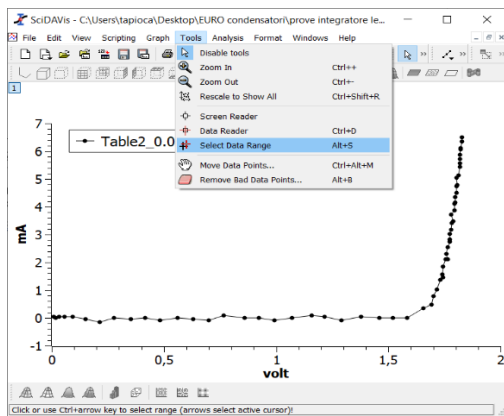 SciDAVis - C:\Users\tapioca\Desktop\EURO condensatori\prove integratore le...
File Edit View Scripting Graph Tools Analysis Format Windows Help
Disable tools
Zoom In Ctrl++
Zoom Out Ctrl+-
Rescale to Show All Ctrl+Shift+R
Screen Reader
Data Reader Ctrl+D
Select Data Range Alt+S
Move Data Points... Ctrl+Alt+M
Remove Bad Data Points... Alt+B
1
Table2_0.0
7
6
5
4
3
2
1
0
-1
mA
0 0,5 1 1,5 2
volt
Click or use Ctrl+arrow key to select range (arrows select active cursor)!